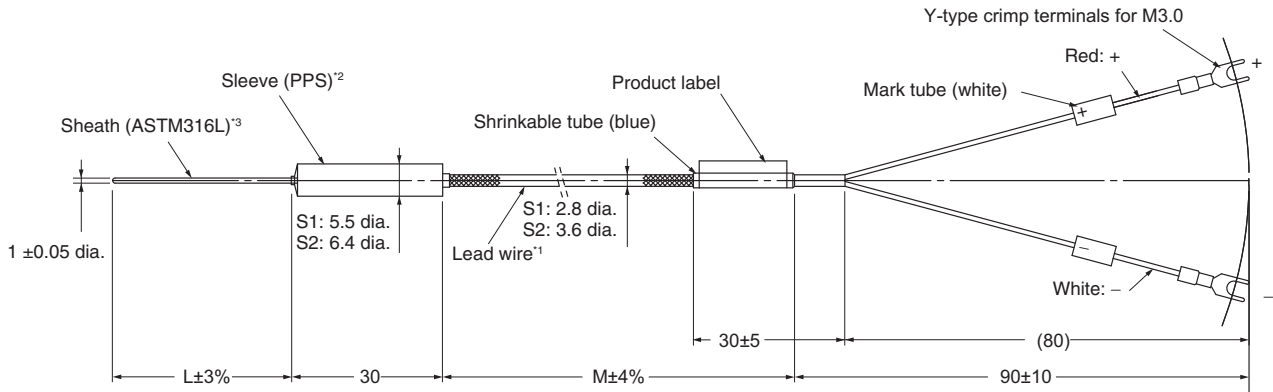 Y-type crimp terminals for M3.0
Red: +
+
Sleeve (PPS)*2
Product label
Mark tube (white)
Sheath (ASTM316L)*3
Shrinkable tube (blue)
+
S1: 5.5 dia.
S2: 6.4 dia.
S1: 2.8 dia.
S2: 3.6 dia.
1 ±0.05 dia.
Lead wire*1
−
White: −
−
30±5
(80)
L±3%
30
M±4%
90±10